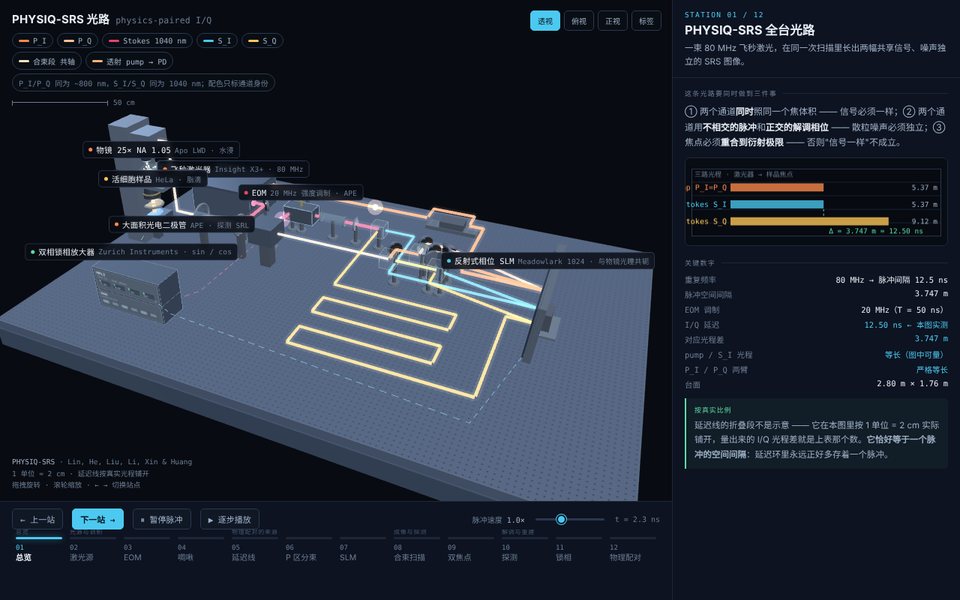 PHYSIQ-SRS 光路 physics-paired I/Q
透视 俯视 正视 标签
P_I P_Q Stokes 1040 nm S_I S_Q
合束段 共轴 透射 pump → PD
P_I/P_Q 同为 ~800 nm，S_I/S_Q 同为 1040 nm；配色只标通道身份
50 cm
物镜 25× NA 1.05 Apo LWD · 水浸
飞秒激光器 Insight X3+ · 80 MHz
活细胞样品 HeLa · 脂滴
EOM 20 MHz 强度调制 · APE
大面积光电二极管 APE · 探测 SRL
双相锁相放大器 Zurich Instruments · sin / cos
反射式相位 SLM Meadowlark 1024 · 与物镜光瞳共轭
PHYSIQ-SRS · Lin, He, Liu, Li, Xin & Huang
1 单位 = 2 cm · 延迟线按真实光程铺开
拖拽旋转 · 滚轮缩放 · ← → 切换站点
← 上一站 下一站 → 暂停脉冲 ▶ 逐步播放
脉冲速度 1.0× t = 2.3 ns
01 02 03 04 05 06 07 08 09 10 11 12
总览 激光源 EOM 啁啾 延迟线 P 区分束 SLM 合束扫描 双焦点 探测 锁相 物理配对
STATION 01 / 12
PHYSIQ-SRS 全台光路
一束 80 MHz 飞秒激光，在同一次扫描里长出两幅共享信号、噪声独
立的 SRS 图像。
这条光路要同时做到三件事
① 两个通道同时照同一个焦体积 —— 信号必须一样；② 两个通
道用不相交的脉冲和正交的解调相位 —— 散粒噪声必须独立；③
焦点必须重合到衍射极限 —— 否则"信号一样"不成立。
三路光程 · 激光器 → 样品焦点
p P_I=P_Q 5.37 m
tokes S_I 5.37 m
tokes S_Q 9.12 m
Δ = 3.747 m = 12.50 ns
关键数字
重复频率 80 MHz → 脉冲间隔 12.5 ns
脉冲空间间隔 3.747 m
EOM 调制 20 MHz（T = 50 ns）
I/Q 延迟 12.50 ns ← 本图实测
对应光程差 3.747 m
pump / S_I 光程 等长（图中可量）
P_I / P_Q 两臂 严格等长
台面 2.80 m × 1.76 m
按真实比例
延迟线的折叠段不是示意 —— 它在本图里按 1 单位 = 2 cm 实际
铺开，量出来的 I/Q 光程差就是上表那个数。它恰好等于一个脉
冲的空间间隔：延迟环里永远正好多存着一个脉冲。